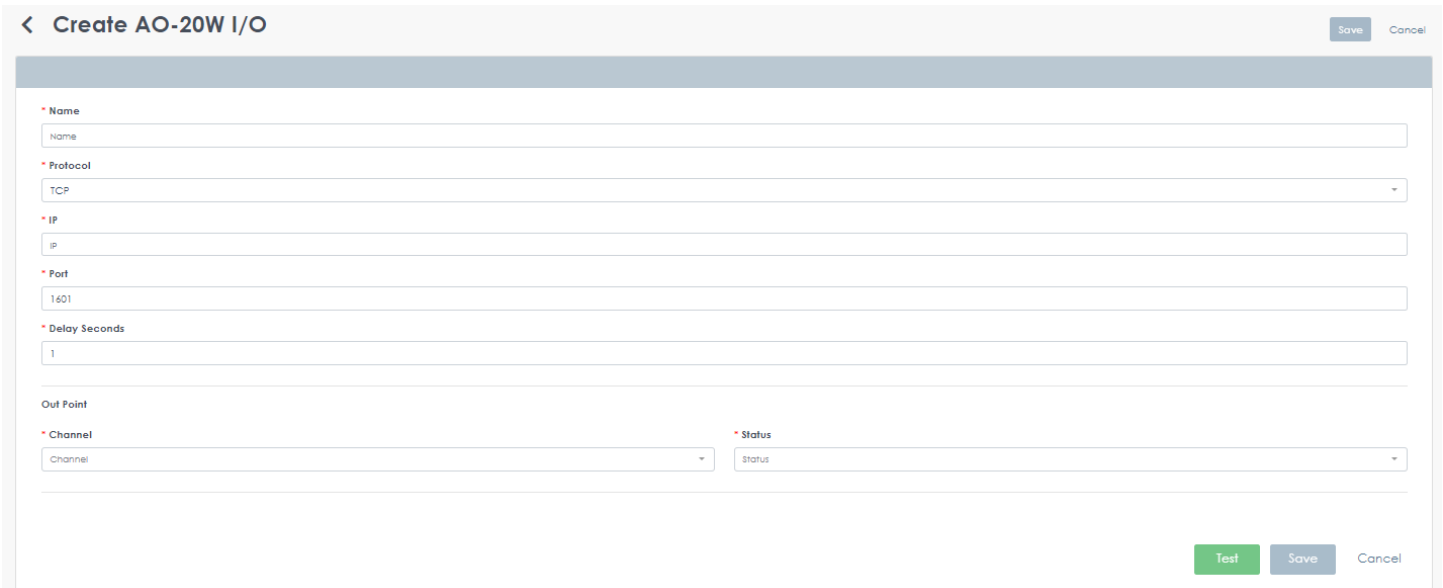 Create AO-20W I/O
Save Cancel
* Name
Name
* Protocol
TCP
* IP
IP
* Port
1601
* Delay Seconds
1
Out Point
* Channel * Status
Channel Status
Test Save Cancel